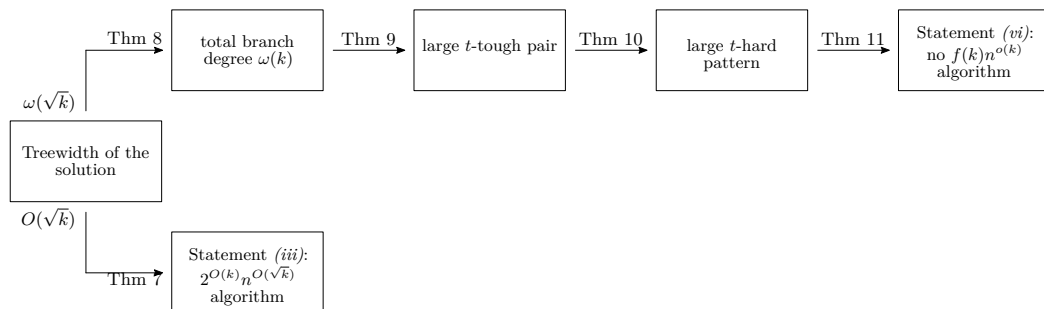 Thm 8
total branch
degree ω(k)
Thm 9
large t-tough pair
Thm 10
large t-hard
pattern
Thm 11
Statement (vi):
no f(k)n^{o(k)}
algorithm
ω(√k)
Treewidth of the
solution
O(√k)
Thm 7
Statement (iii):
2^{O(k)}n^{O(√k)}
algorithm